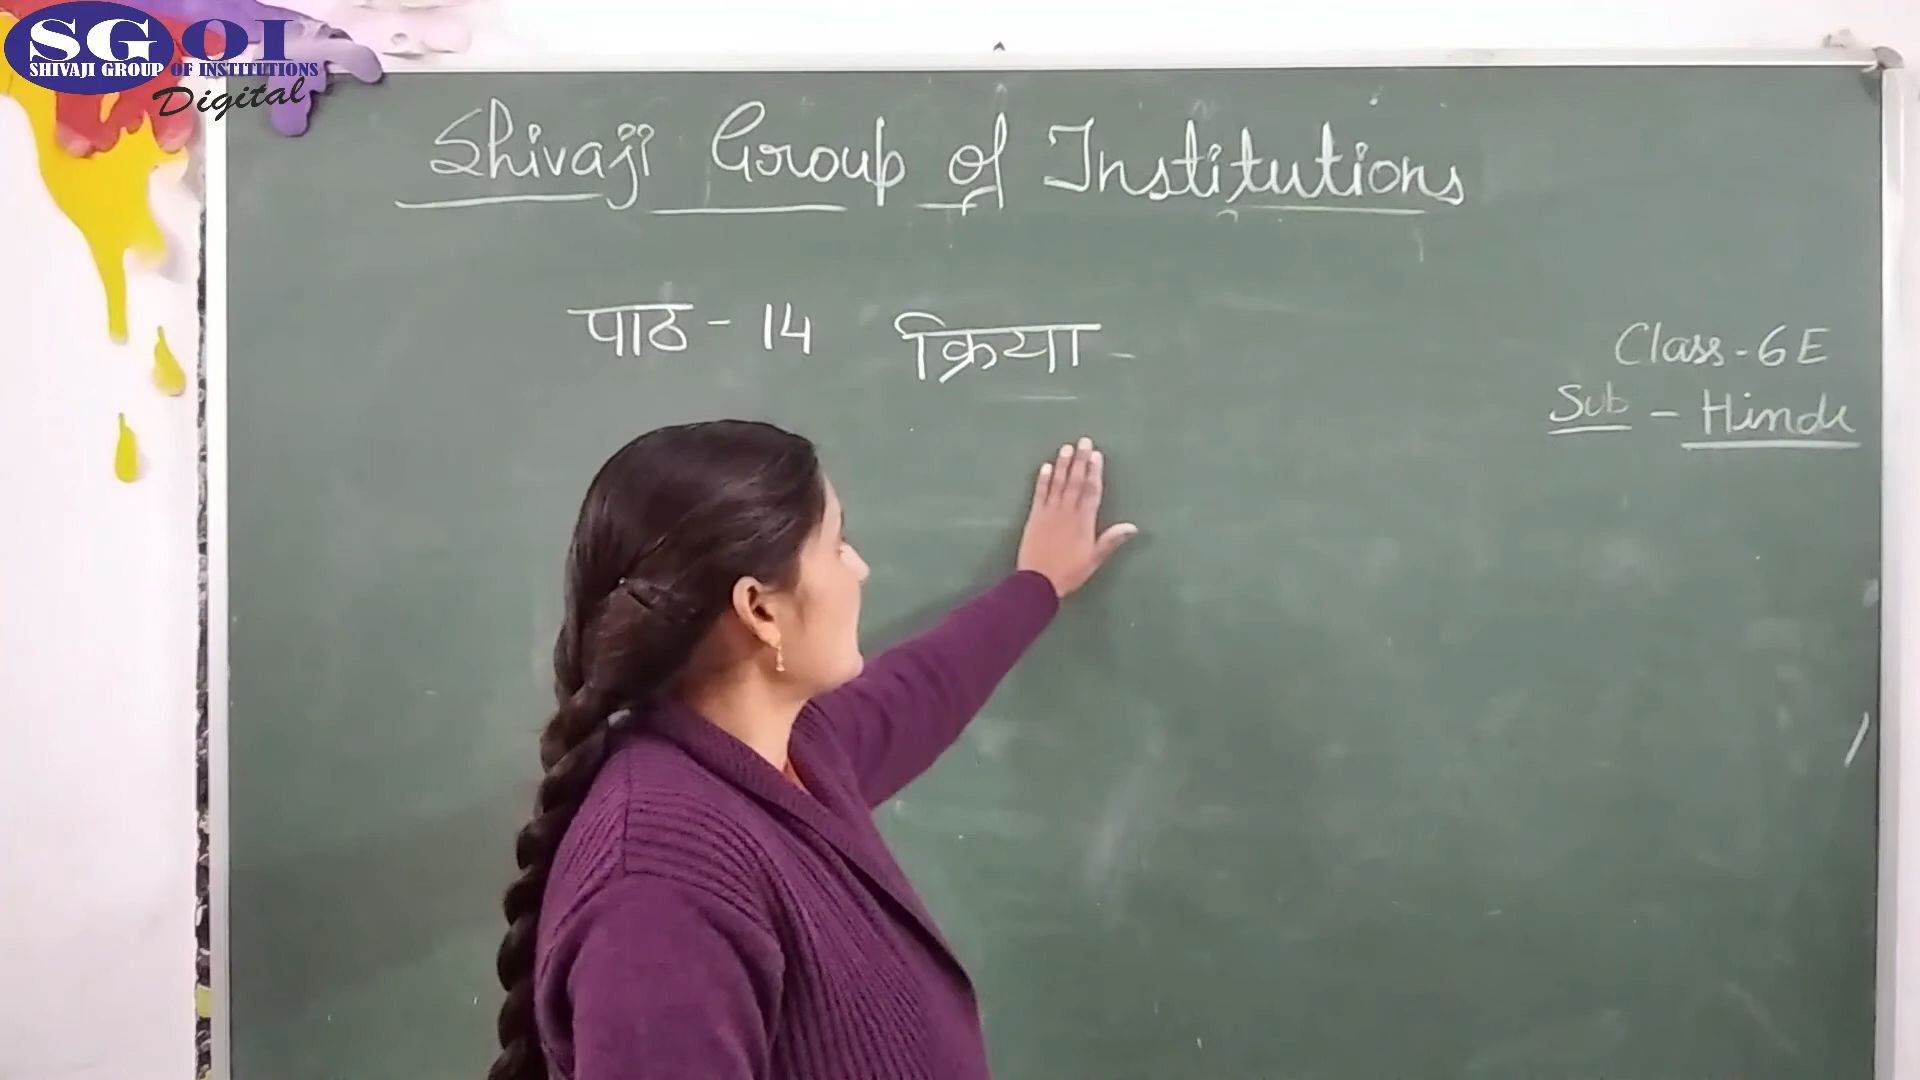 SGOI
SHIVAJI GROUP OF INSTITUTIONS
Digital
Shivaji Group of Institutions
पाठ - 14 क्रिया -
Class - 6 E
Sub - Hindi